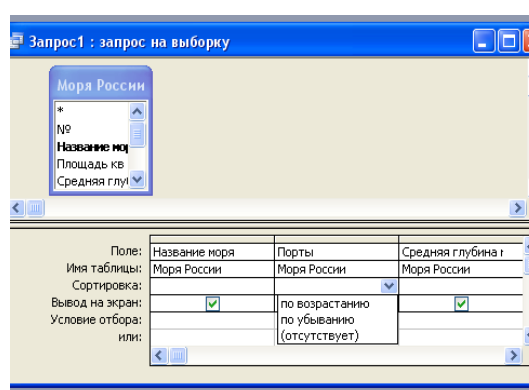 Запрос1 : запрос на выборку
Моря России
*
№
Название мор
Площадь кв
Средняя глу
Поле: Название моря Порты Средняя глубина г
Имя таблицы: Моря России Моря России Моря России
Сортировка:
Вывод на экран: по возрастанию
Условие отбора: по убыванию
или: (отсутствует)